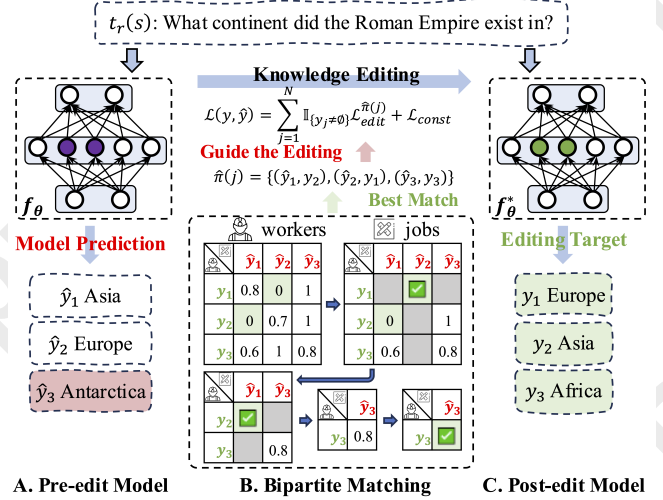 t_r(s): What continent did the Roman Empire exist in?
Knowledge Editing
ℒ(y, ŷ) = ∑_{j=1}^{N} 𝕀_{{y_j≠∅}} ℒ_{edit}^{π̂(j)} + ℒ_{const}
Guide the Editing
π̂(j) = {(ŷ₁, y₂), (ŷ₂, y₁), (ŷ₃, y₃)}
Best Match
f_θ
Model Prediction
ŷ₁ Asia
ŷ₂ Europe
ŷ₃ Antarctica
A. Pre-edit Model
workers
jobs
ŷ₁ ŷ₂ ŷ₃
y₁ 0.8 0 1
y₂ 0 0.7 1
y₃ 0.6 1 0.8
ŷ₁ ŷ₂ ŷ₃
y₁
y₂ 0 1
y₃ 0.6 0.8
ŷ₁ ŷ₃
y₂
y₃ 0.8
ŷ₃
y₃ 0.8
ŷ₃
y₃
B. Bipartite Matching
f_θ^*
Editing Target
y₁ Europe
y₂ Asia
y₃ Africa
C. Post-edit Model